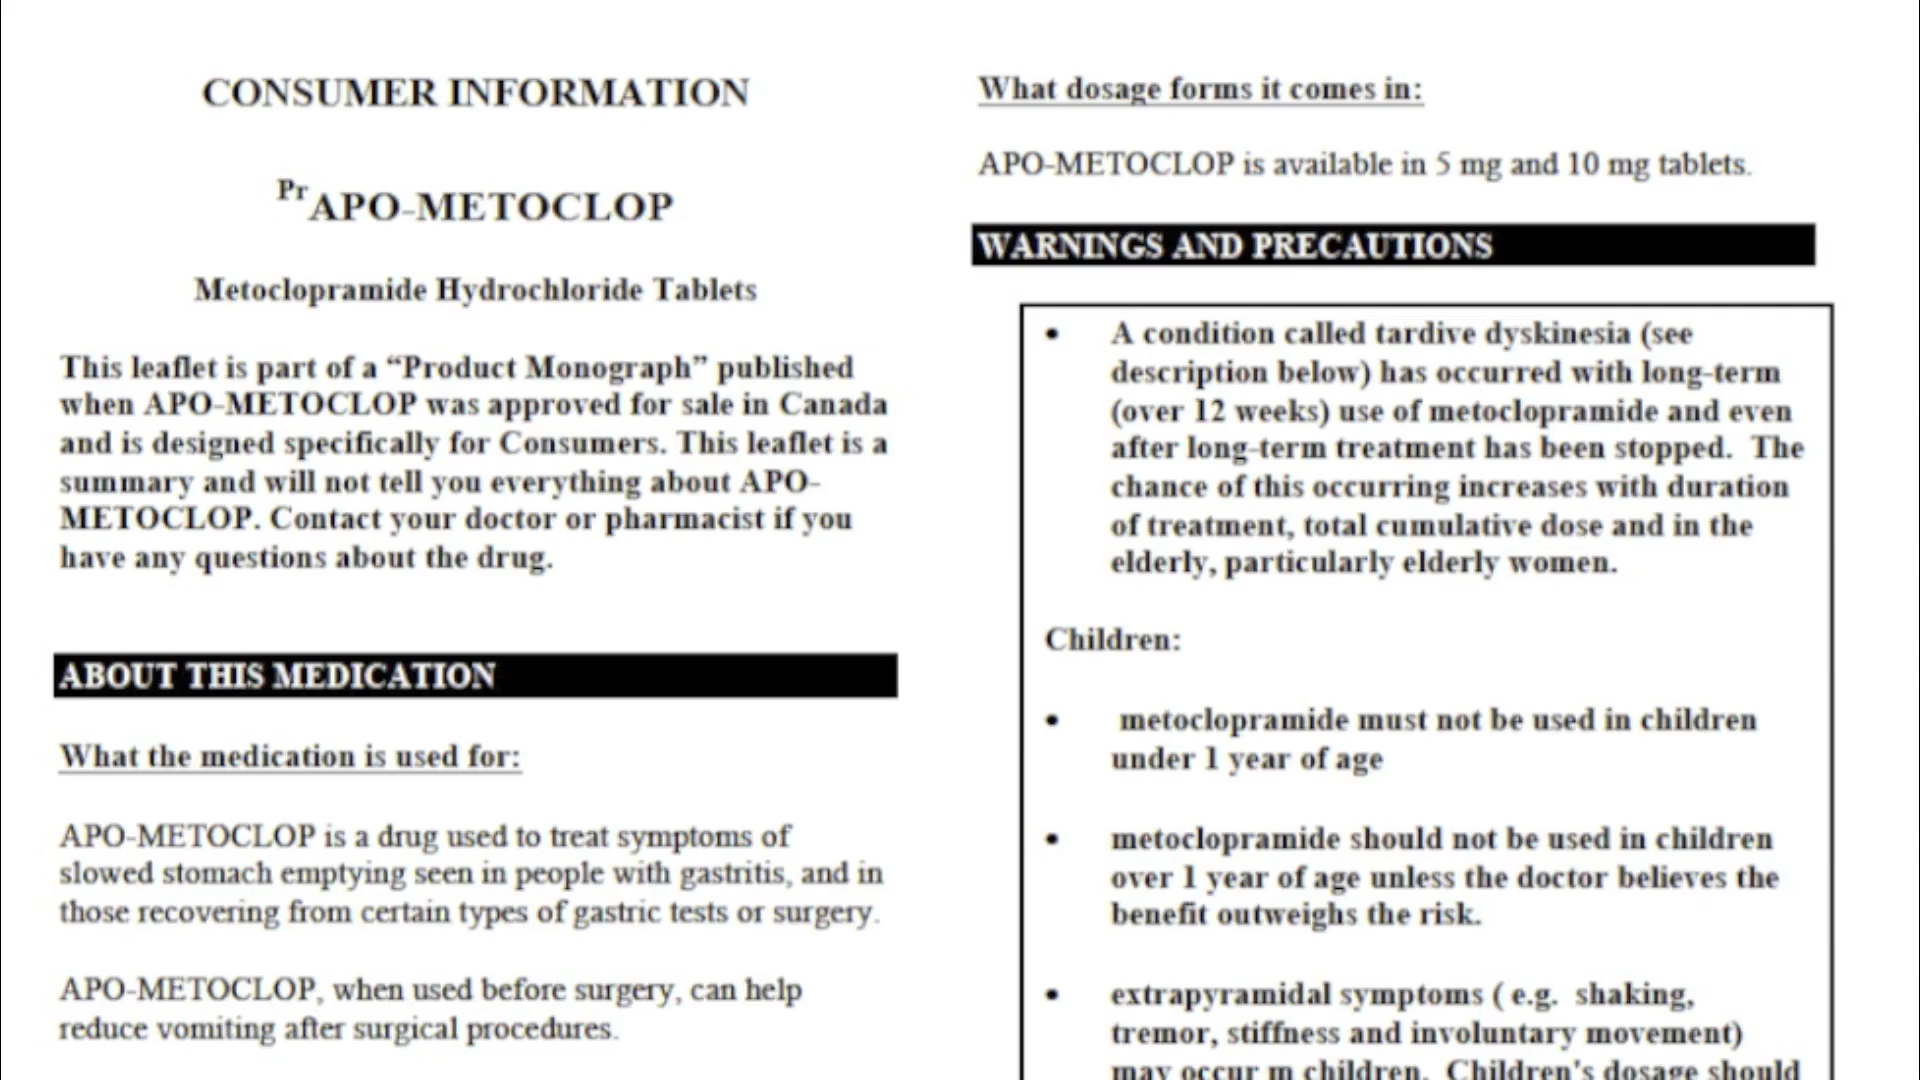 CONSUMER INFORMATION
PrAPO-METOCLOP
Metoclopramide Hydrochloride Tablets
This leaflet is part of a “Product Monograph” published
when APO-METOCLOP was approved for sale in Canada
and is designed specifically for Consumers. This leaflet is a
summary and will not tell you everything about APO-
METOCLOP. Contact your doctor or pharmacist if you
have any questions about the drug.
ABOUT THIS MEDICATION
What the medication is used for:
APO-METOCLOP is a drug used to treat symptoms of
slowed stomach emptying seen in people with gastritis, and in
those recovering from certain types of gastric tests or surgery.
APO-METOCLOP, when used before surgery, can help
reduce vomiting after surgical procedures.
What dosage forms it comes in:
APO-METOCLOP is available in 5 mg and 10 mg tablets.
WARNINGS AND PRECAUTIONS
• A condition called tardive dyskinesia (see
description below) has occurred with long-term
(over 12 weeks) use of metoclopramide and even
after long-term treatment has been stopped. The
chance of this occurring increases with duration
of treatment, total cumulative dose and in the
elderly, particularly elderly women.
Children:
• metoclopramide must not be used in children
under 1 year of age
• metoclopramide should not be used in children
over 1 year of age unless the doctor believes the
benefit outweighs the risk.
• extrapyramidal symptoms ( e.g. shaking,
tremor, stiffness and involuntary movement)
may occur m children. Children's dosage should